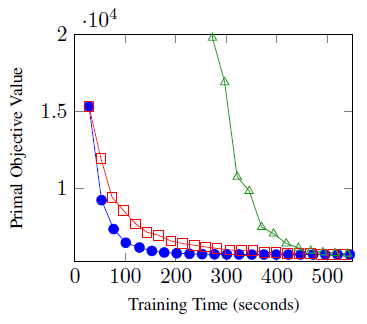 ·10⁴
2
1.5
1
0 100 200 300 400 500
Training Time (seconds)
Primal Objective Value